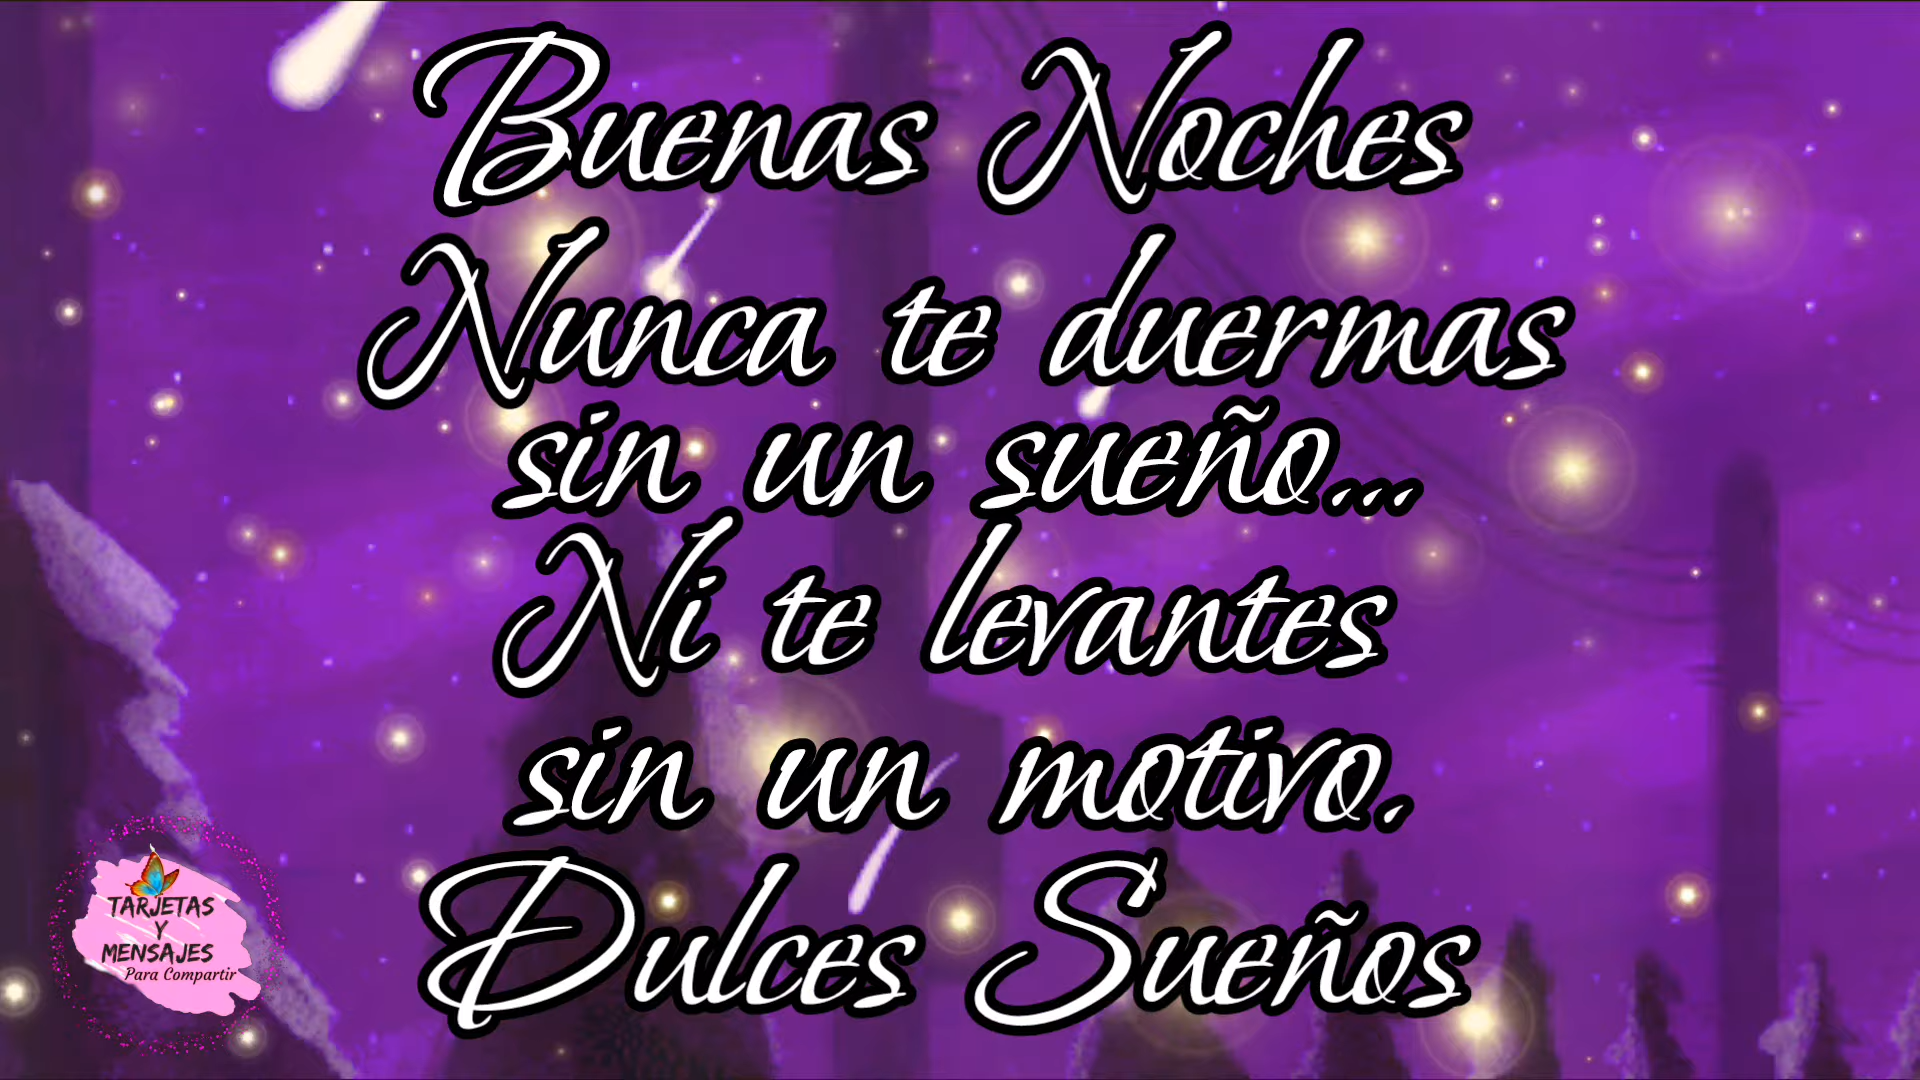 Buenas Noches
Nunca te duermas
sin un sueño...
Ni te levantes
sin un motivo.
Dulces Sueños
TARJETAS
Y
MENSAJES
Para Compartir